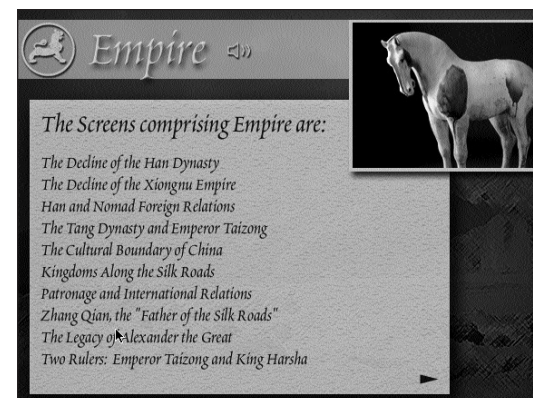 Empire
The Screens comprising Empire are:
The Decline of the Han Dynasty
The Decline of the Xiongnu Empire
Han and Nomad Foreign Relations
The Tang Dynasty and Emperor Taizong
The Cultural Boundary of China
Kingdoms Along the Silk Roads
Patronage and International Relations
Zhang Qian, the "Father of the Silk Roads"
The Legacy of Alexander the Great
Two Rulers: Emperor Taizong and King Harsha